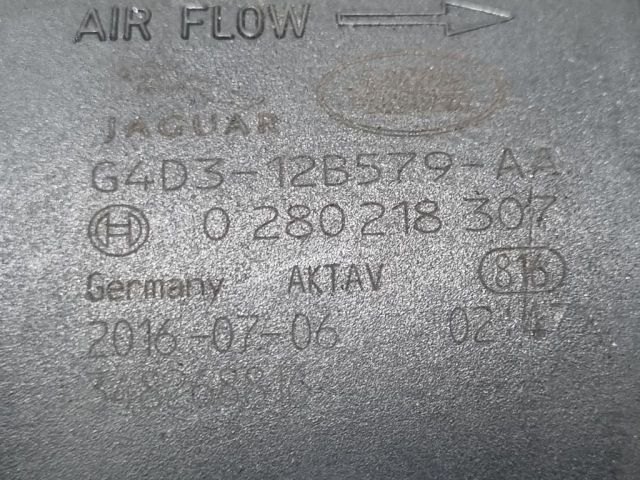 AIR FLOW
JAGUAR
G4D3-12B579-AA
0 280 218 307
Germany AKTAV 816
2016-07-06